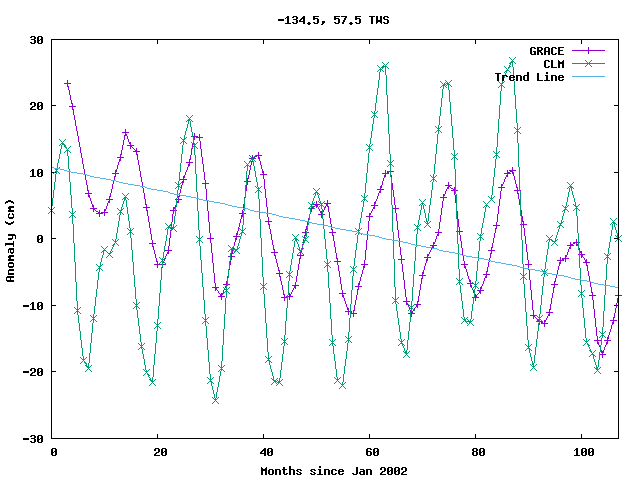 -134.5, 57.5 TWS
GRACE
CLM
Trend Line
30
20
10
0
-10
-20
-30
Anomaly (cm)
0 20 40 60 80 100
Months since Jan 2002